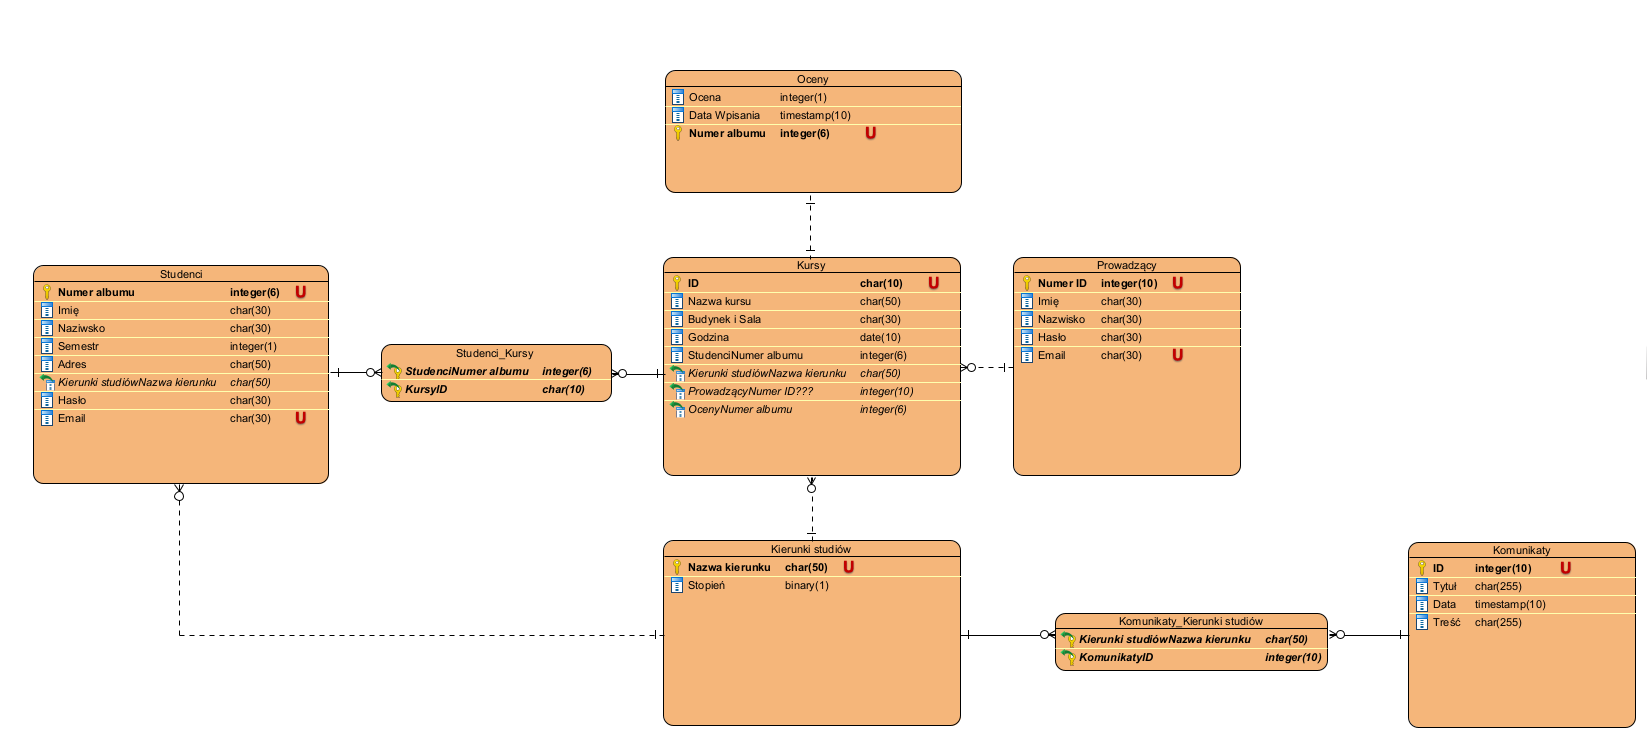 Oceny
Ocena integer(1)
Data Wpisania timestamp(10)
Numer albumu integer(6) U
Studenci
Numer albumu integer(6) U
Imię char(30)
Naziwsko char(30)
Semestr integer(1)
Adres char(50)
Kierunki studiówNazwa kierunku char(50)
Hasło char(30)
Email char(30) U
Studenci_Kursy
StudenciNumer albumu integer(6)
KursyID char(10)
Kursy
ID char(10) U
Nazwa kursu char(50)
Budynek i Sala char(30)
Godzina date(10)
StudenciNumer albumu integer(6)
Kierunki studiówNazwa kierunku char(50)
ProwadzącyNumer ID??? integer(10)
OcenyNumer albumu integer(6)
Prowadzący
Numer ID integer(10) U
Imię char(30)
Nazwisko char(30)
Hasło char(30)
Email char(30) U
Kierunki studiów
Nazwa kierunku char(50) U
Stopień binary(1)
Komunikaty_Kierunki studiów
Kierunki studiówNazwa kierunku char(50)
KomunikatyID integer(10)
Komunikaty
ID integer(10) U
Tytuł char(255)
Data timestamp(10)
Treść char(255)